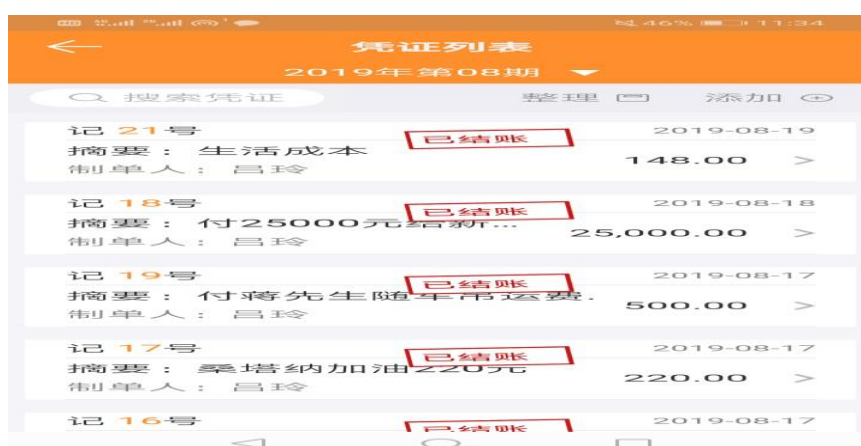 46% 11:34
凭证列表
2019年第08期
搜索凭证 整理 添加
记 21号 已结账 2019-08-19
摘要：生活成本 148.00
制单人：吕玲
记 18号 已结账 2019-08-18
摘要：付25000元给新... 25,000.00
制单人：吕玲
记 19号 已结账 2019-08-17
摘要：付蒋先生随车吊运费. 500.00
制单人：吕玲
记 17号 已结账 2019-08-17
摘要：桑塔纳加油220元 220.00
制单人：吕玲
记 16号 已结账 2019-08-17